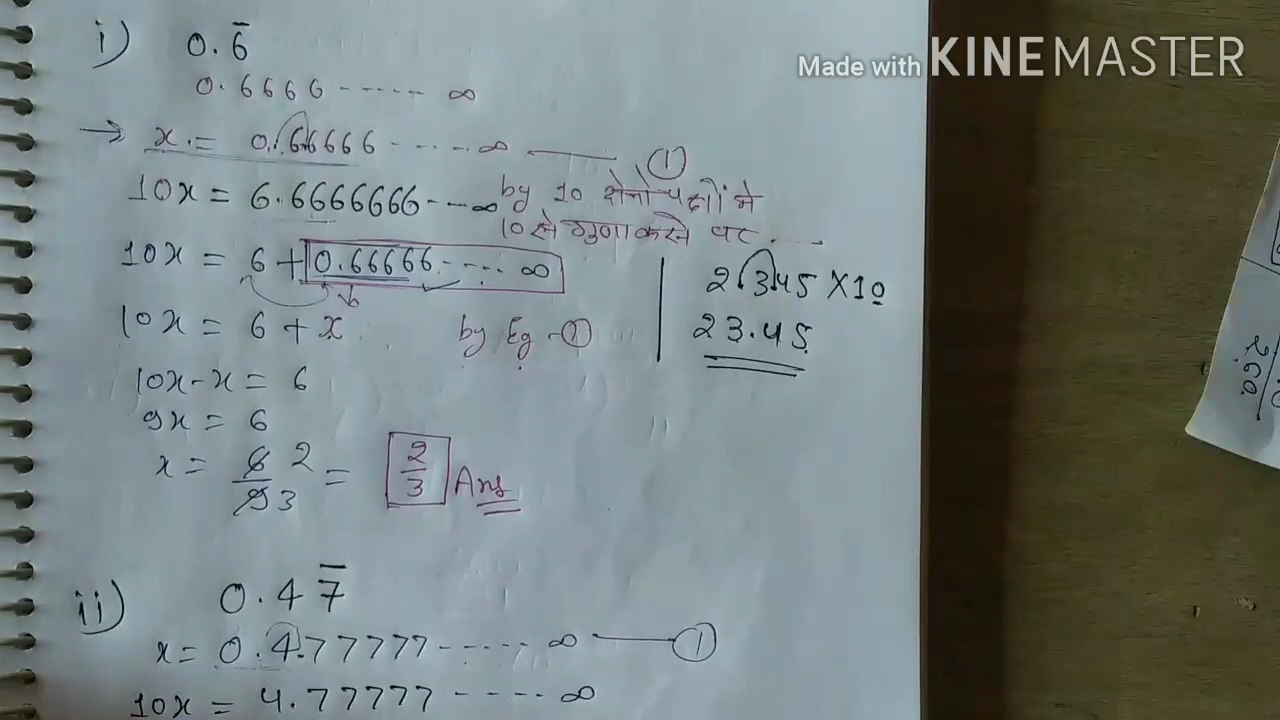 Made with KINEMASTER
i) 0.6̅
0.6666 ------ ∞
→ x = 0.66666 ----- ∞ —— ①
10x = 6.6666666 --- ∞ by 10 दोनो पक्षों मे
10 से गुणा करने पर ....
10x = 6 + 0.66666 ---- ∞
10x = 6 + x by Eg - ①
2.345 X10
23.45
10x - x = 6
9x = 6
x = 6/9 2/3 = 2/3 Ans
ii) 0.47̅
x = 0.477777 ----- ∞ —— ①
10x = 4.77777 ----- ∞